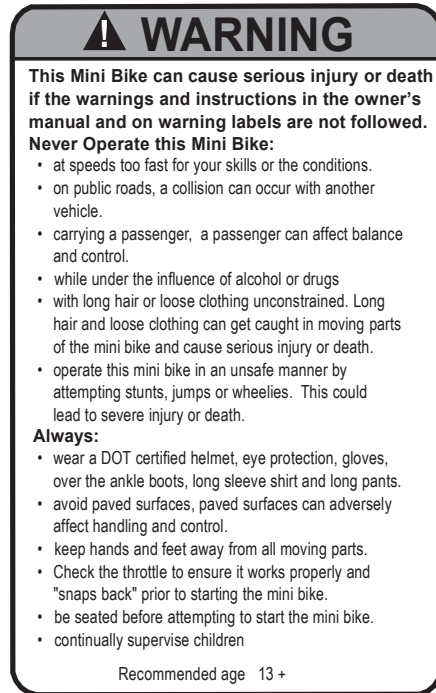 ! WARNING
This Mini Bike can cause serious injury or death
if the warnings and instructions in the owner's
manual and on warning labels are not followed.
Never Operate this Mini Bike:
• at speeds too fast for your skills or the conditions.
• on public roads, a collision can occur with another
vehicle.
• carrying a passenger, a passenger can affect balance
and control.
• while under the influence of alcohol or drugs
• with long hair or loose clothing unconstrained. Long
hair and loose clothing can get caught in moving parts
of the mini bike and cause serious injury or death.
• operate this mini bike in an unsafe manner by
attempting stunts, jumps or wheelies. This could
lead to severe injury or death.
Always:
• wear a DOT certified helmet, eye protection, gloves,
over the ankle boots, long sleeve shirt and long pants.
• avoid paved surfaces, paved surfaces can adversely
affect handling and control.
• keep hands and feet away from all moving parts.
• Check the throttle to ensure it works properly and
"snaps back" prior to starting the mini bike.
• be seated before attempting to start the mini bike.
• continually supervise children
Recommended age 13 +